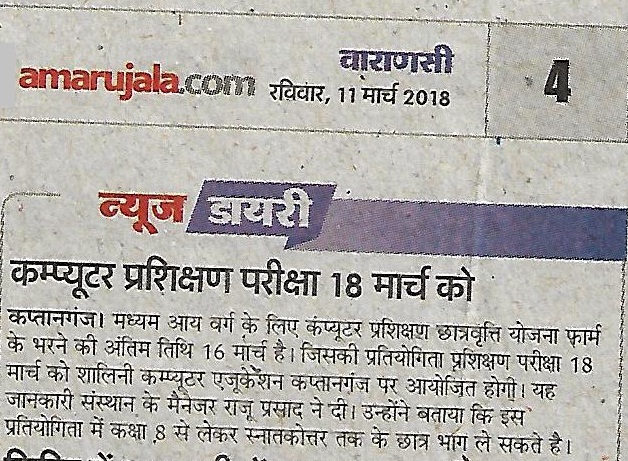 वाराणसी
amarujala.com रविवार, 11 मार्च 2018
4
न्यूज डायरी
कम्प्यूटर प्रशिक्षण परीक्षा 18 मार्च को
कप्तानगंज। मध्यम आय वर्ग के लिए कंप्यूटर प्रशिक्षण छात्रवृत्ति योजना फार्म
के भरने की अंतिम तिथि 16 मार्च है। जिसकी प्रतियोगिता प्रशिक्षण परीक्षा 18
मार्च को शालिनी कम्प्यूटर एजूकेशन कप्तानगंज पर आयोजित होगी। यह
जानकारी संस्थान के मैनेजर राजू प्रसाद ने दी। उन्होंने बताया कि इस
प्रतियोगिता में कक्षा 8 से लेकर स्नातकोत्तर तक के छात्र भाग ले सकते है।